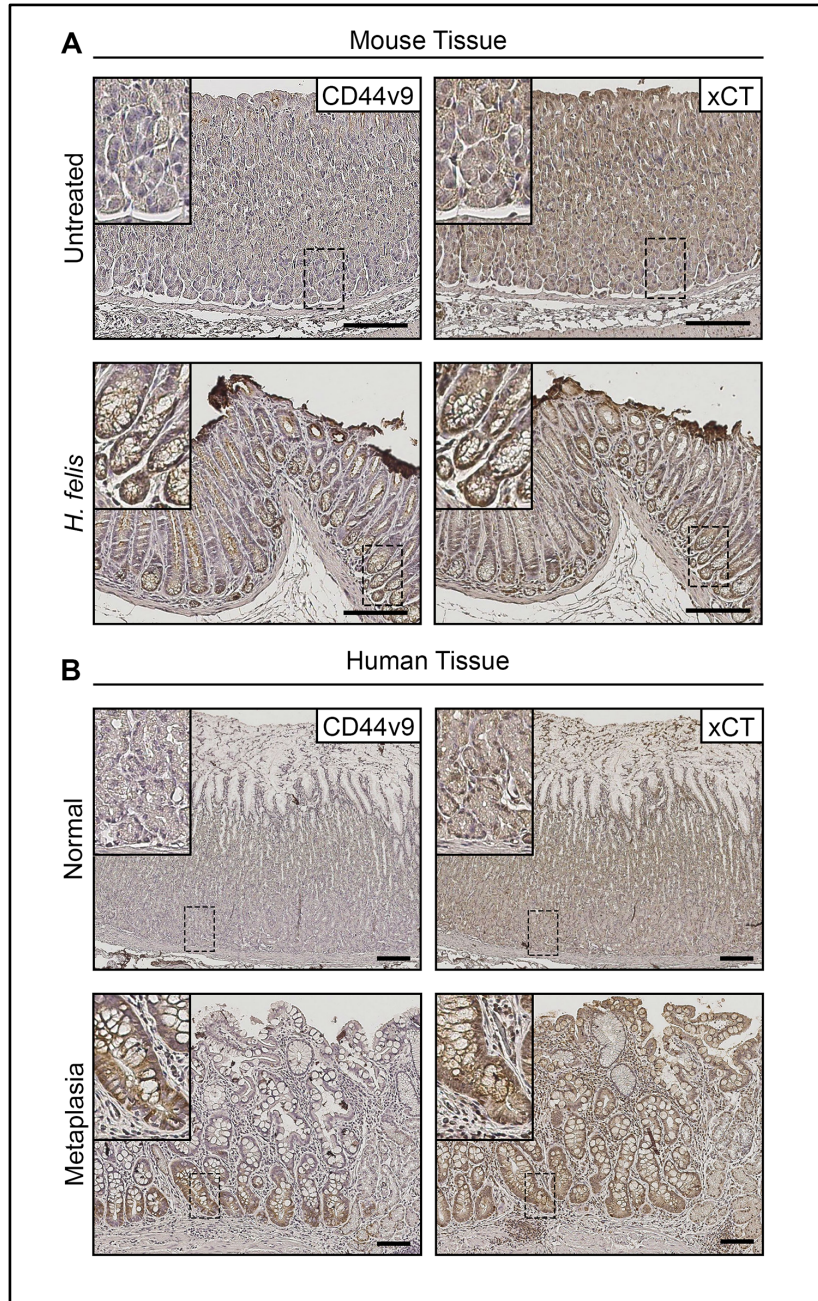 A
Mouse Tissue
Untreated
CD44v9
xCT
H. felis
B
Human Tissue
Normal
CD44v9
xCT
Metaplasia